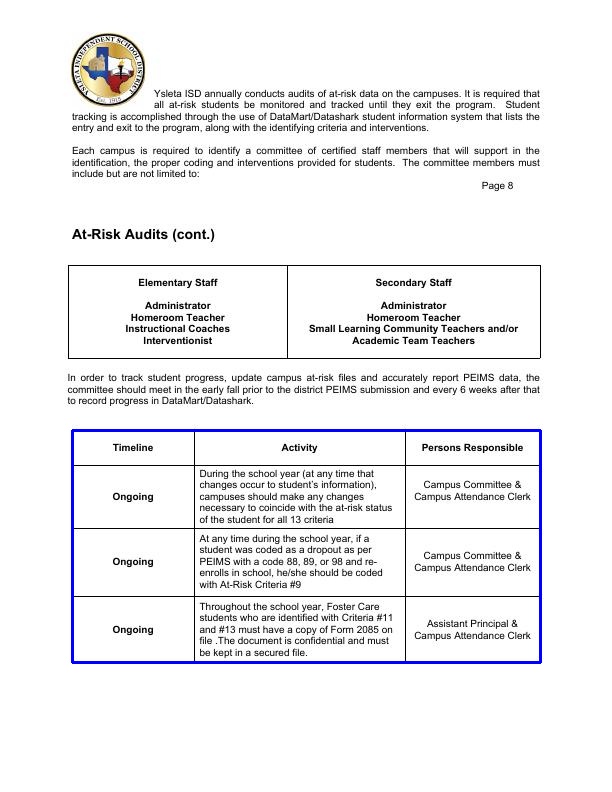 YSLETA INDEPENDENT SCHOOL DISTRICT
Est. 1915
Ysleta ISD annually conducts audits of at-risk data on the campuses. It is required that
all at-risk students be monitored and tracked until they exit the program. Student
tracking is accomplished through the use of DataMart/Datashark student information system that lists the
entry and exit to the program, along with the identifying criteria and interventions.
Each campus is required to identify a committee of certified staff members that will support in the
identification, the proper coding and interventions provided for students. The committee members must
include but are not limited to:
Page 8
At-Risk Audits (cont.)
Elementary Staff
Administrator
Homeroom Teacher
Instructional Coaches
Interventionist
Secondary Staff
Administrator
Homeroom Teacher
Small Learning Community Teachers and/or
Academic Team Teachers
In order to track student progress, update campus at-risk files and accurately report PEIMS data, the
committee should meet in the early fall prior to the district PEIMS submission and every 6 weeks after that
to record progress in DataMart/Datashark.
Timeline
Activity
Persons Responsible
Ongoing
During the school year (at any time that
changes occur to student's information),
campuses should make any changes
necessary to coincide with the at-risk status
of the student for all 13 criteria
Campus Committee &
Campus Attendance Clerk
Ongoing
At any time during the school year, if a
student was coded as a dropout as per
PEIMS with a code 88, 89, or 98 and re-
enrolls in school, he/she should be coded
with At-Risk Criteria #9
Campus Committee &
Campus Attendance Clerk
Ongoing
Throughout the school year, Foster Care
students who are identified with Criteria #11
and #13 must have a copy of Form 2085 on
file .The document is confidential and must
be kept in a secured file.
Assistant Principal &
Campus Attendance Clerk